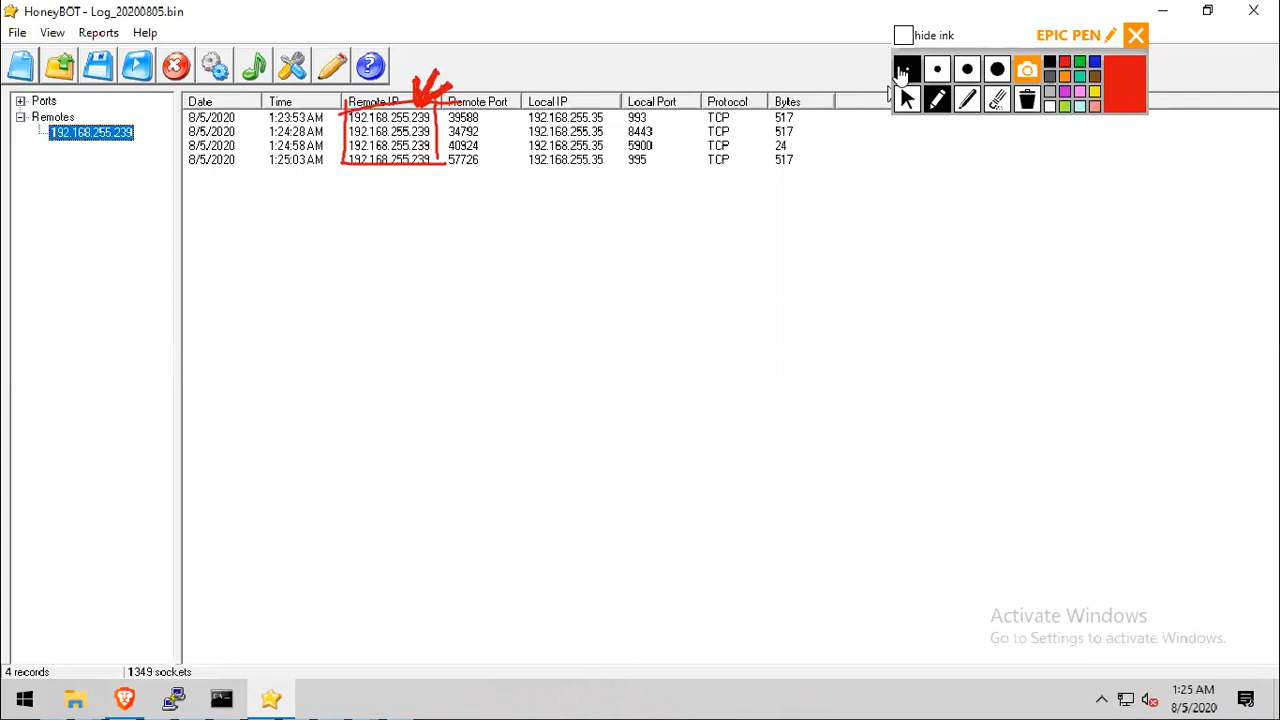 HoneyBOT - Log_20200805.bin
File View Reports Help
hide ink EPIC PEN
Ports
Remotes
192.168.255.239
Date Time Remote IP Remote Port Local IP Local Port Protocol Bytes
8/5/2020 1:23:53 AM 192.168.255.239 39588 192.168.255.35 993 TCP 517
8/5/2020 1:24:28 AM 192.168.255.239 34792 192.168.255.35 8443 TCP 517
8/5/2020 1:24:58 AM 192.168.255.239 40924 192.168.255.35 5900 TCP 24
8/5/2020 1:25:03 AM 192.168.255.239 57726 192.168.255.35 995 TCP 517
Activate Windows
Go to Settings to activate Windows.
4 records 1349 sockets
1:25 AM
8/5/2020